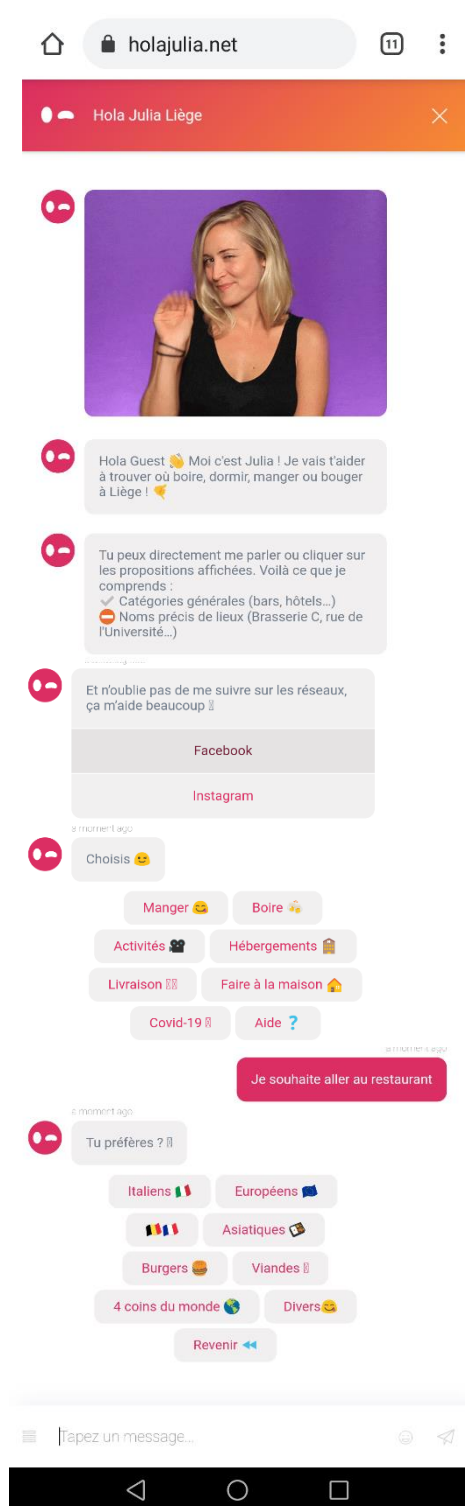 holajulia.net
11
Hola Julia Liège
Hola Guest 👋 Moi c'est Julia ! Je vais t'aider
à trouver où boire, dormir, manger ou bouger
à Liège ! 🤙
Tu peux directement me parler ou cliquer sur
les propositions affichées. Voilà ce que je
comprends :
✓ Catégories générales (bars, hôtels...)
⛔ Noms précis de lieux (Brasserie C, rue de
l'Université...)
Et n'oublie pas de me suivre sur les réseaux,
ça m'aide beaucoup
Facebook
Instagram
a moment ago
Choisis 😉
Manger 😋 Boire 🍻
Activités 🎥 Hébergements 🏨
Livraison Faire à la maison 🏠
Covid-19 Aide ❓
a moment ago
Je souhaite aller au restaurant
a moment ago
Tu préfères ?
Italiens 🇮🇹 Européens 🇪🇺
🇧🇪🇫🇷 Asiatiques 🍱
Burgers 🍔 Viandes
4 coins du monde 🌎 Divers😋
Revenir ⏪
Tapez un message...